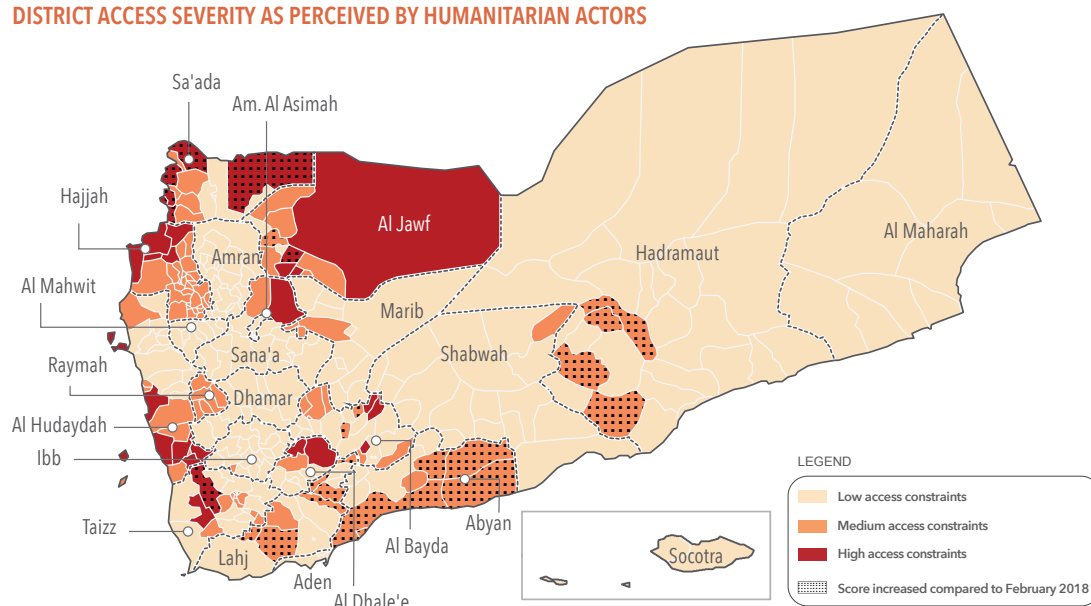 DISTRICT ACCESS SEVERITY AS PERCEIVED BY HUMANITARIAN ACTORS
Sa'ada
Am. Al Asimah
Hajjah
Al Jawf
Al Maharah
Amran
Hadramaut
Al Mahwit
Marib
Sana'a
Shabwah
Raymah
Dhamar
Al Hudaydah
Ibb
LEGEND
Low access constraints
Abyan
Medium access constraints
Taizz
Al Bayda
High access constraints
Lahj
Socotra
Aden
Score increased compared to February 2018
Al Dhale'e